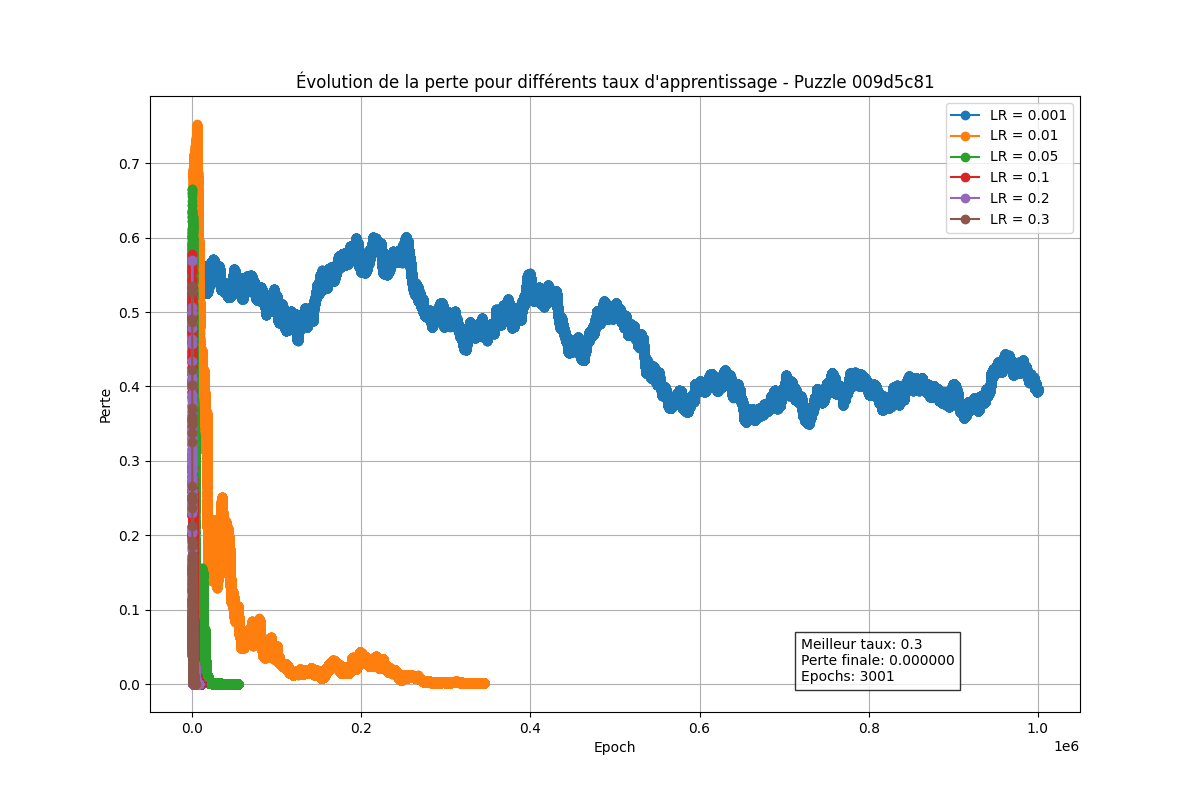 Évolution de la perte pour différents taux d'apprentissage - Puzzle 009d5c81
LR = 0.001
LR = 0.01
LR = 0.05
LR = 0.1
LR = 0.2
LR = 0.3
Perte
0.7
0.6
0.5
0.4
0.3
0.2
0.1
0.0
Meilleur taux: 0.3
Perte finale: 0.000000
Epochs: 3001
0.0 0.2 0.4 0.6 0.8 1.0
1e6
Epoch